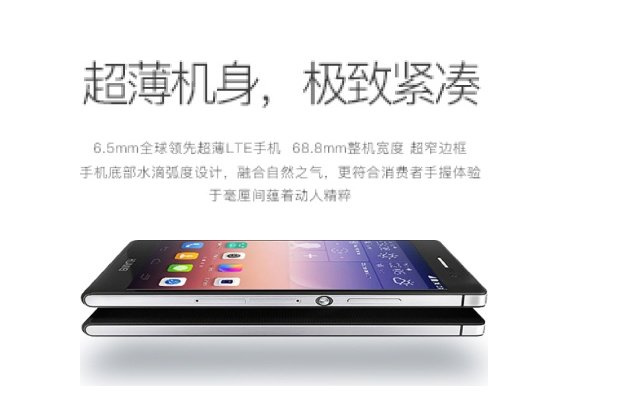 超薄机身，极致紧凑
6.5mm全球领先超薄LTE手机 68.8mm整机宽度 超窄边框
手机底部水滴弧度设计，融合自然之气，更符合消费者手握体验
于毫厘间蕴着动人精粹